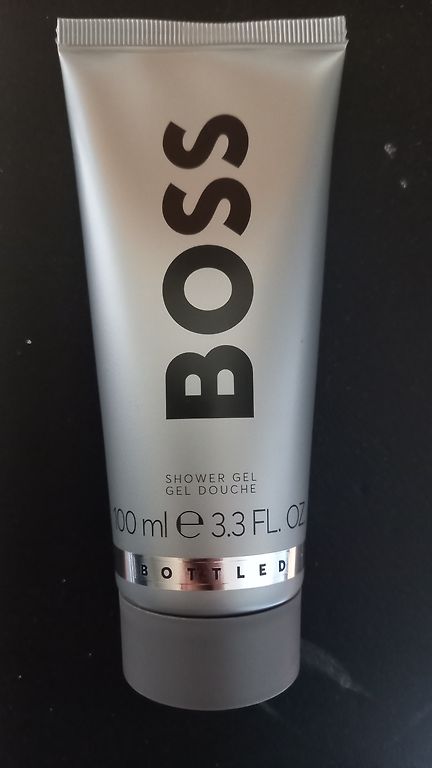 BOSS
SHOWER GEL
GEL DOUCHE
100 ml ℮ 3.3 FL. OZ
BOTTLED